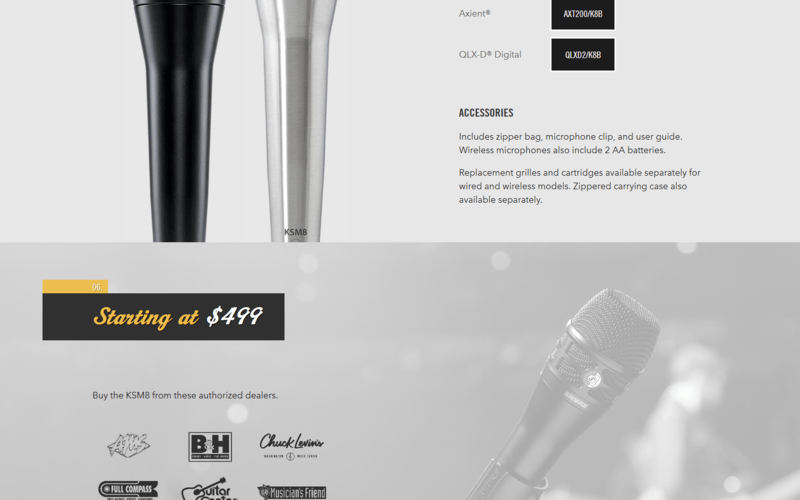 Axient®
AXT200/K8B
QLX-D® Digital
QLXD2/K8B
ACCESSORIES
Includes zipper bag, microphone clip, and user guide.
Wireless microphones also include 2 AA batteries.
Replacement grilles and cartridges available separately for
wired and wireless models. Zippered carrying case also
available separately.
KSM8
06
Starting at $499
Buy the KSM8 from these authorized dealers.
AMS
B&H
Chuck Levin's
WASHINGTON MUSIC CENTER
FULL COMPASS
Guitar
Musician's Friend